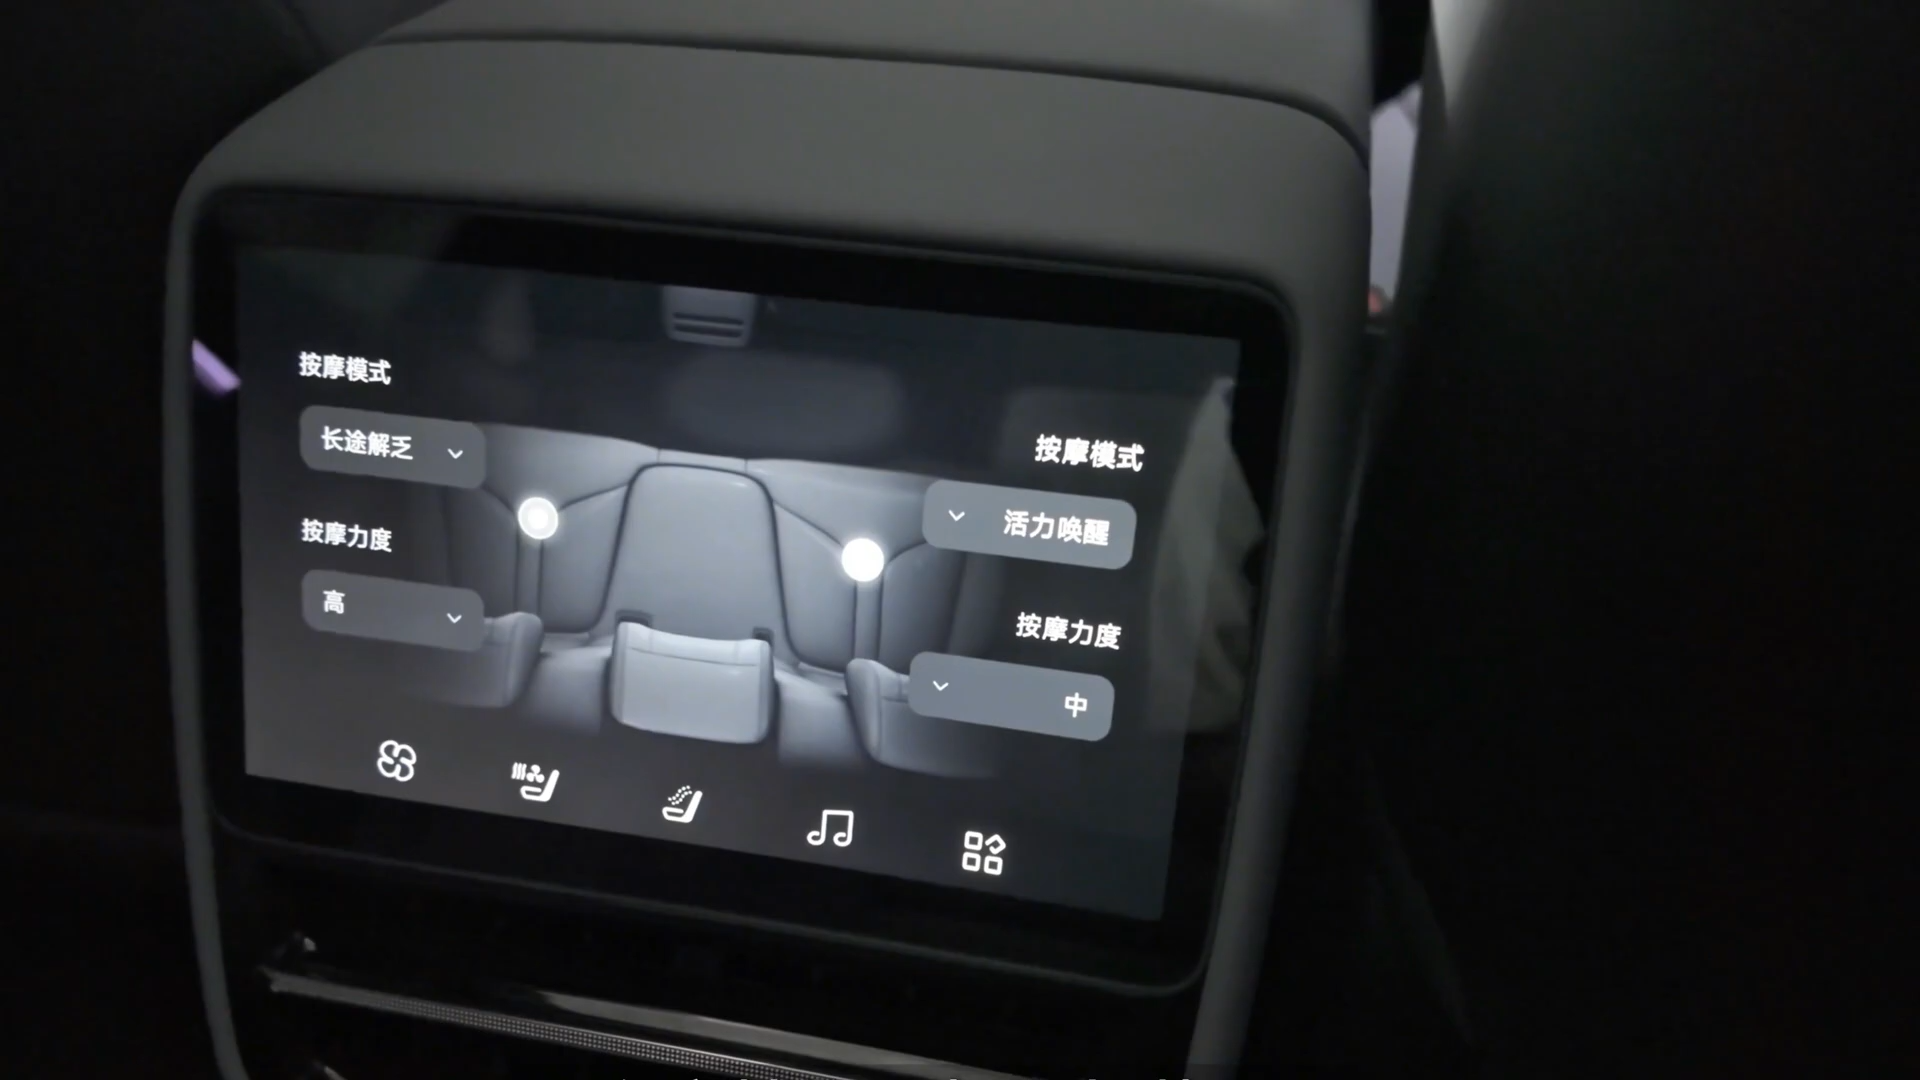 按摩模式
长途解乏
按摩力度
高
按摩模式
活力唤醒
按摩力度
中